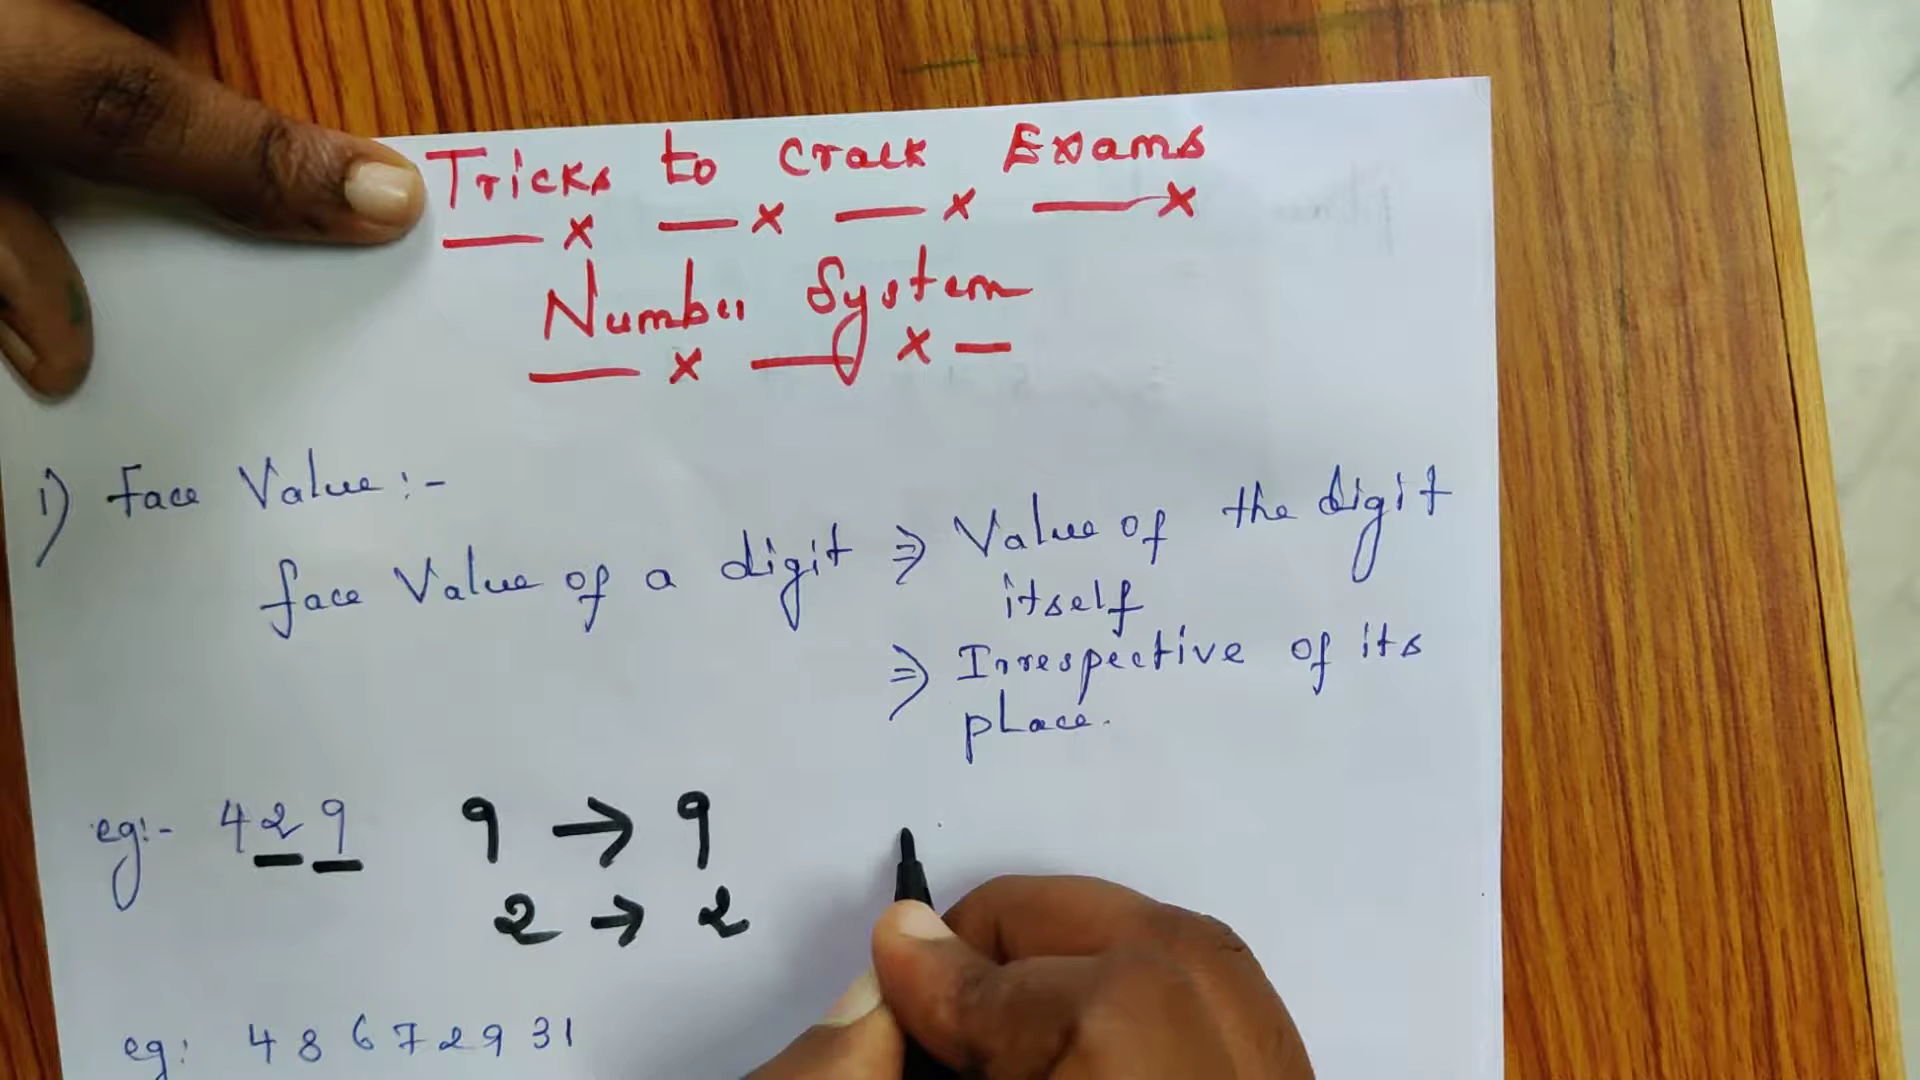 Tricks to Crack Exams
Number System
1) Face Value:-
face Value of a digit ⇒ Value of the digit
itself
⇒ Irrespective of its
place.
eg:- 429 9 → 9
2 → 2
eg: 48672931